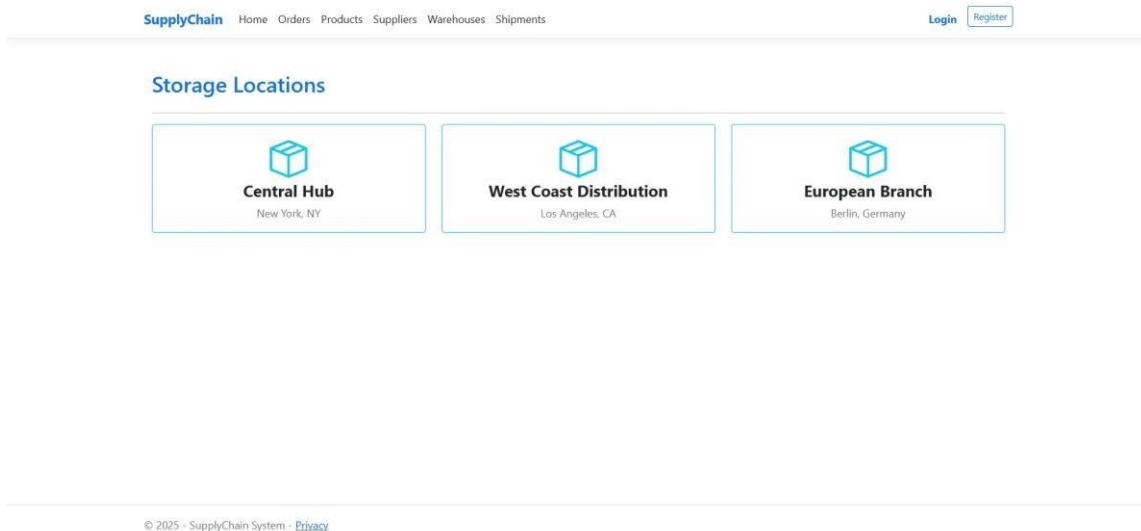 SupplyChain Home Orders Products Suppliers Warehouses Shipments Login Register
Storage Locations
Central Hub
New York, NY
West Coast Distribution
Los Angeles, CA
European Branch
Berlin, Germany
© 2025 - SupplyChain System - Privacy